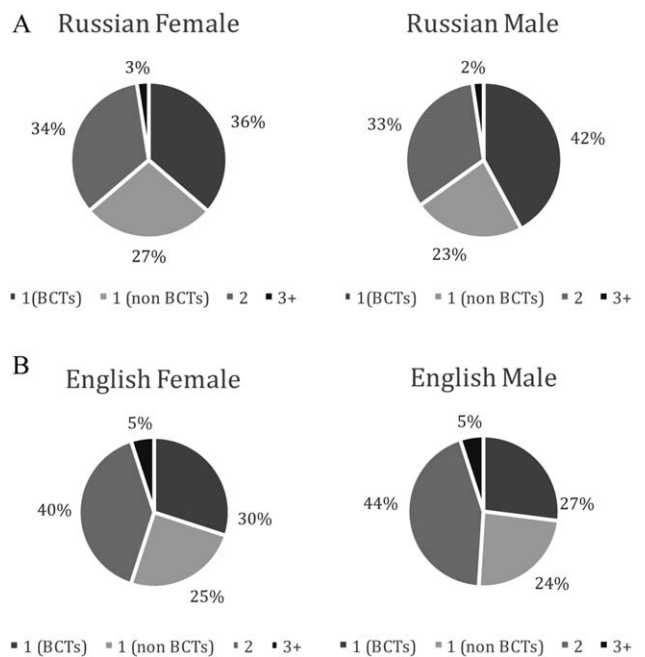 A
Russian Female
Russian Male
3%
36%
34%
27%
2%
42%
33%
23%
1(BCTs) 1 (non BCTs) 2 3+
1(BCTs) 1 (non BCTs) 2 3+
B
English Female
English Male
5%
30%
40%
25%
5%
27%
44%
24%
1 (BCTs) 1 (non BCTs) 2 3+
1 (BCTs) 1 (non BCTs) 2 3+